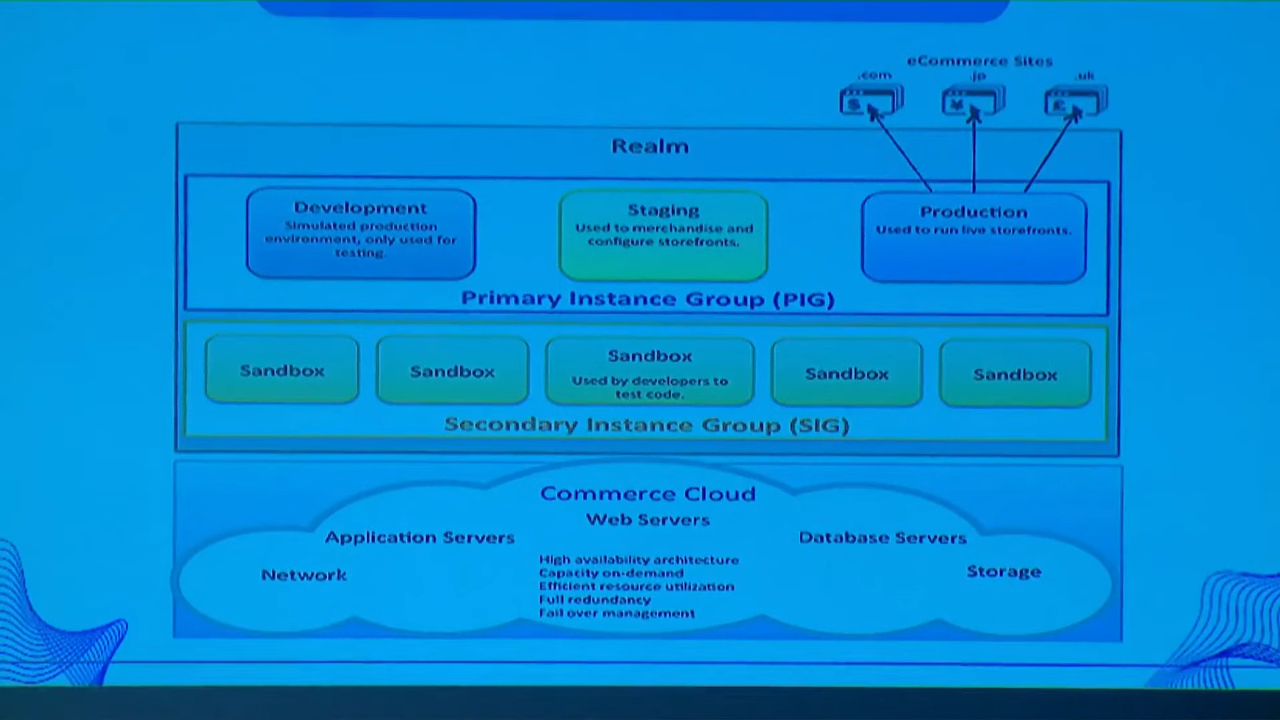 eCommerce Sites
.com
.jp
.uk
$
¥
£
Realm
Development
Simulated production
environment, only used for
testing.
Staging
Used to merchandise and
configure storefronts.
Production
Used to run live storefronts.
Primary Instance Group (PIG)
Sandbox
Sandbox
Sandbox
Used by developers to
test code.
Sandbox
Sandbox
Secondary Instance Group (SIG)
Commerce Cloud
Web Servers
Application Servers
Database Servers
Network
Storage
High availability architecture
Capacity on-demand
Efficient resource utilization
Full redundancy
Fail over management